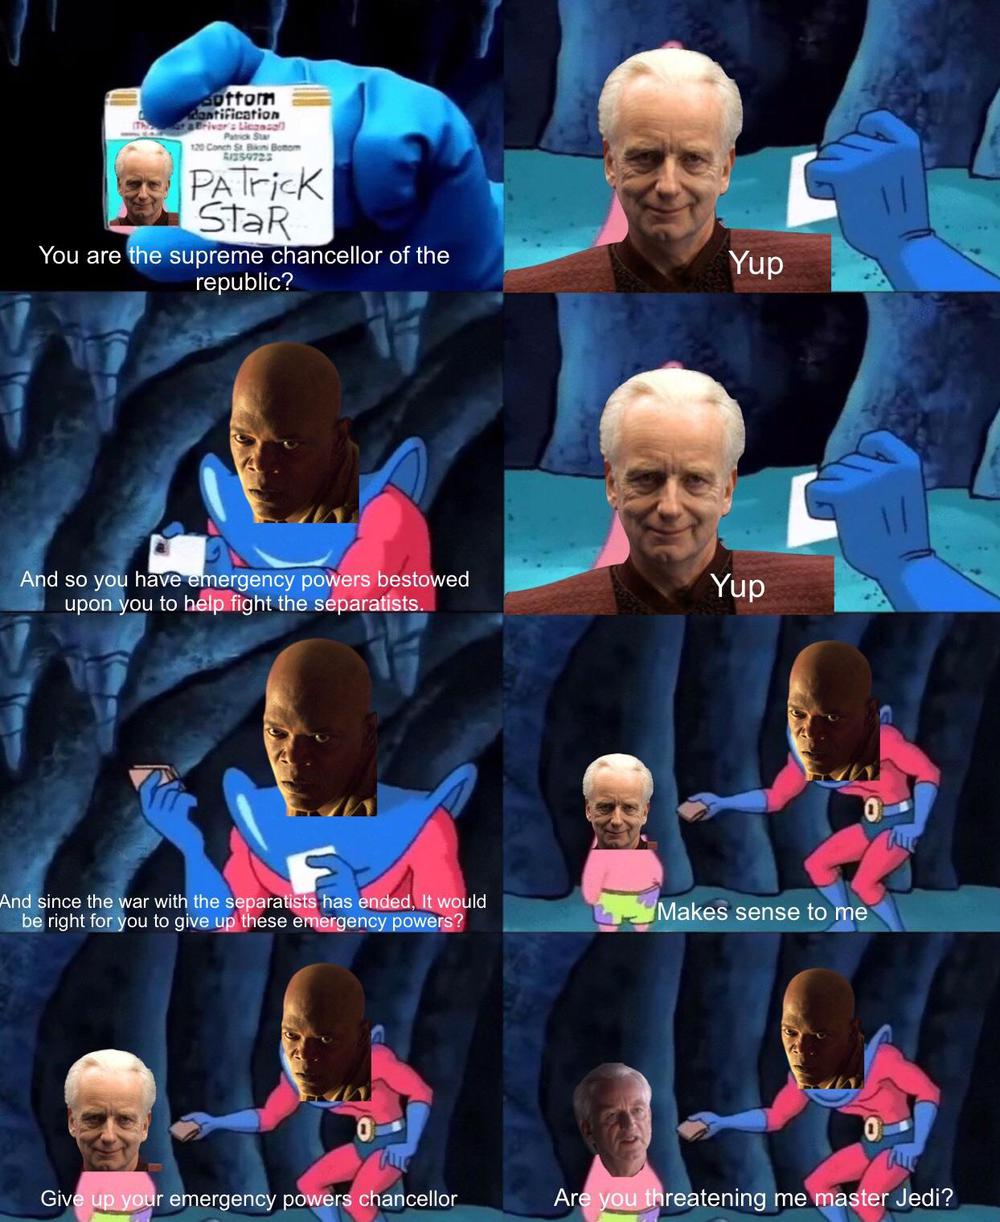 ottom
dentification
a Driver's License!)
Patrick Star
120 Conch St. Bikini Bottom
PATricK
STaR
You are the supreme chancellor of the
republic?
Yup
And so you have emergency powers bestowed
upon you to help fight the separatists.
Yup
And since the war with the separatists has ended, It would
be right for you to give up these emergency powers?
Makes sense to me
Give up your emergency powers chancellor
Are you threatening me master Jedi?